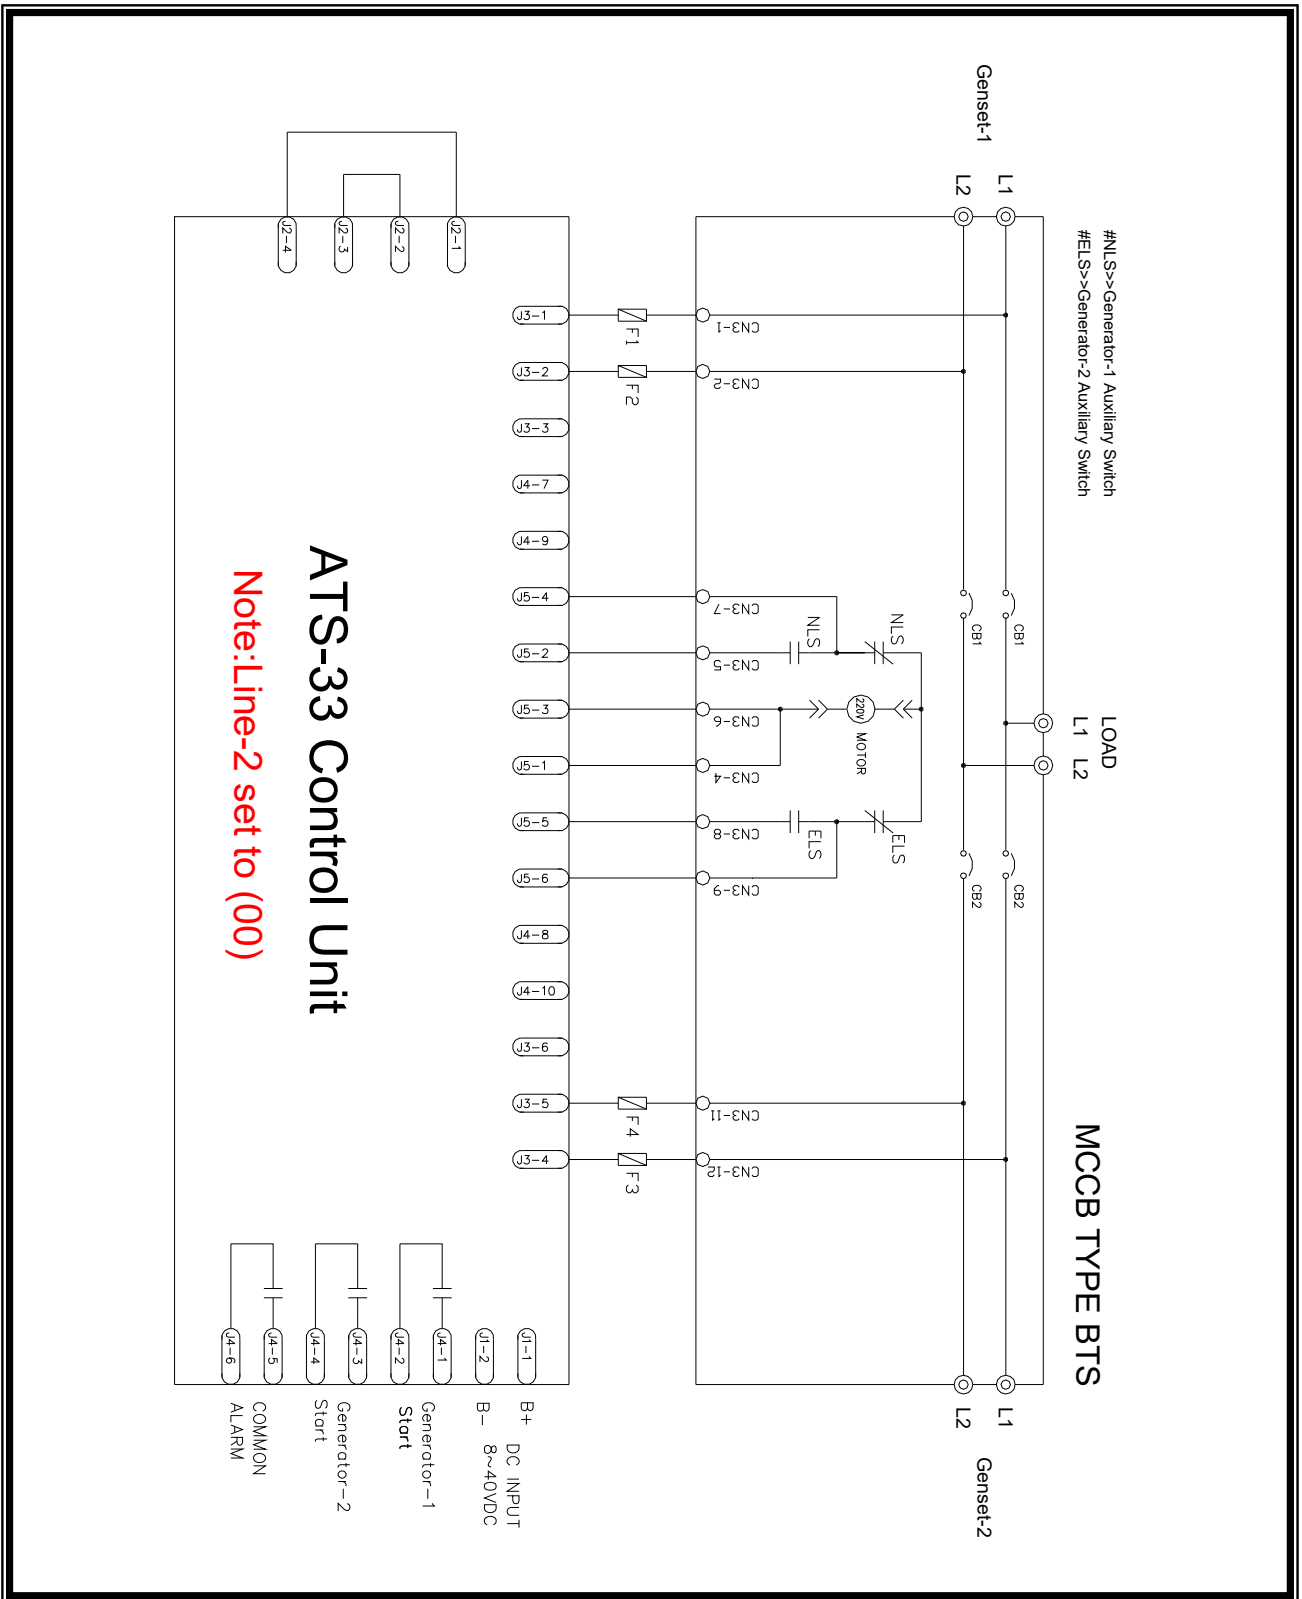 MCCB TYPE BTS
#NLS>>Generator-1 Auxiliary Switch
#ELS>>Generator-2 Auxiliary Switch
LOAD
L1 L2
Genset-1
L1
L2
CB1
CB1
CB2
CB2
L1
L2
Genset-2
NLS
NLS
220V
MOTOR
ELS
ELS
CN3-1
CN3-2
CN3-7
CN3-5
CN3-6
CN3-4
CN3-8
CN3-9
CN3-11
CN3-12
F1
F2
F4
F3
J3-1
J3-2
J3-3
J4-7
J4-9
J5-4
J5-2
J5-3
J5-1
J5-5
J5-6
J4-8
J4-10
J3-6
J3-5
J3-4
J2-1
J2-2
J2-3
J2-4
ATS-33 Control Unit
Note:Line-2 set to (00)
J1-1
J1-2
J4-1
J4-2
J4-3
J4-4
J4-5
J4-6
B+ DC INPUT
B- 8~40VDC
Generator-1
Start
Generator-2
Start
COMMON
ALARM